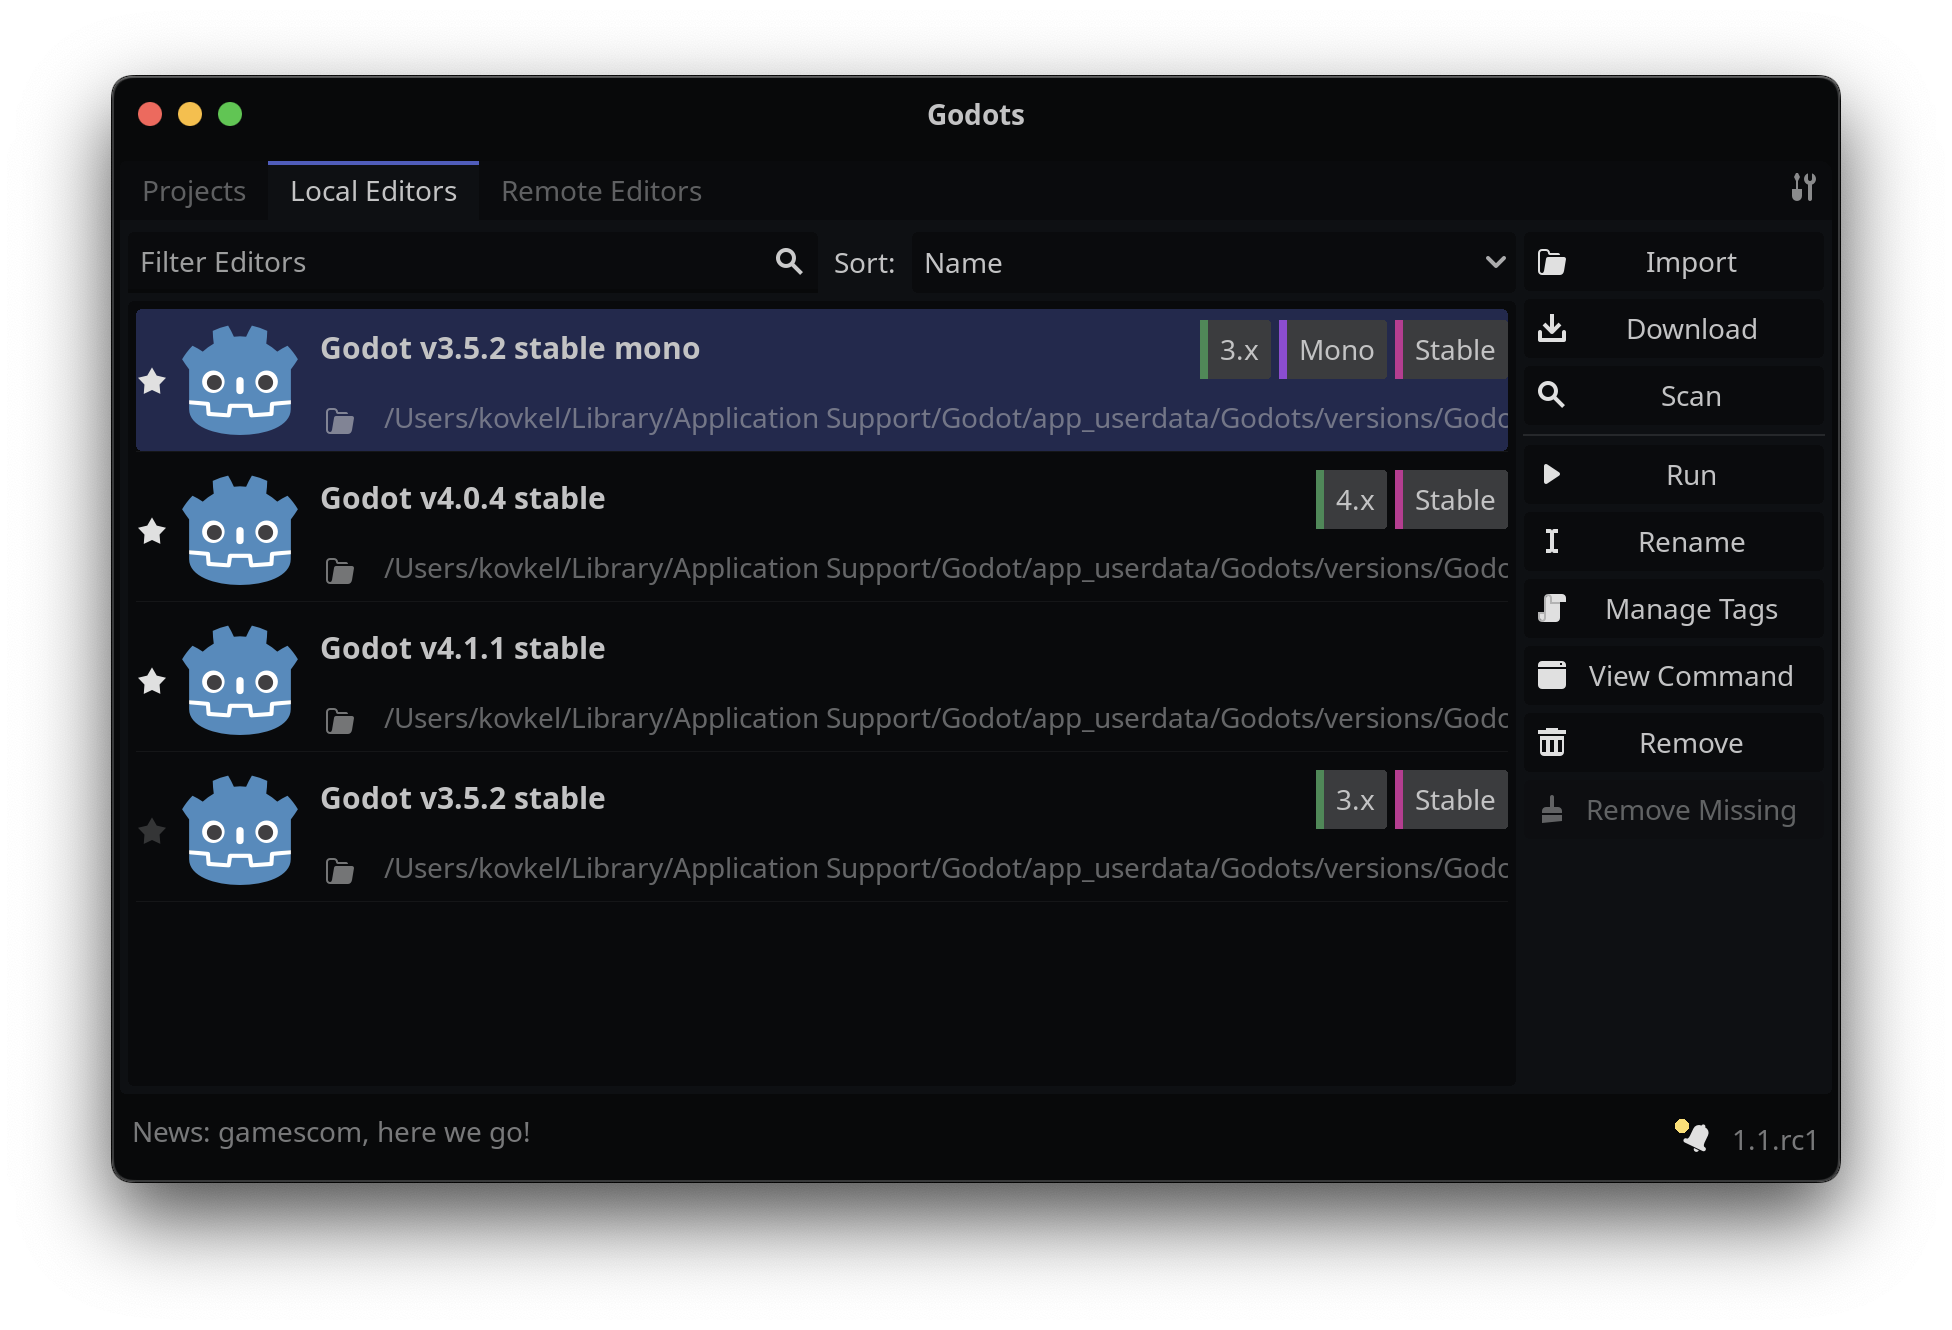 Godots
Projects Local Editors Remote Editors
Filter Editors Sort: Name
Godot v3.5.2 stable mono 3.x Mono Stable
/Users/kovkel/Library/Application Support/Godot/app_userdata/Godots/versions/
Godot v4.0.4 stable 4.x Stable
/Users/kovkel/Library/Application Support/Godot/app_userdata/Godots/versions/
Godot v4.1.1 stable
/Users/kovkel/Library/Application Support/Godot/app_userdata/Godots/versions/
Godot v3.5.2 stable 3.x Stable
/Users/kovkel/Library/Application Support/Godot/app_userdata/Godots/versions/
Import
Download
Scan
Run
Rename
Manage Tags
View Command
Remove
Remove Missing
News: gamescom, here we go! 1.1.rc1